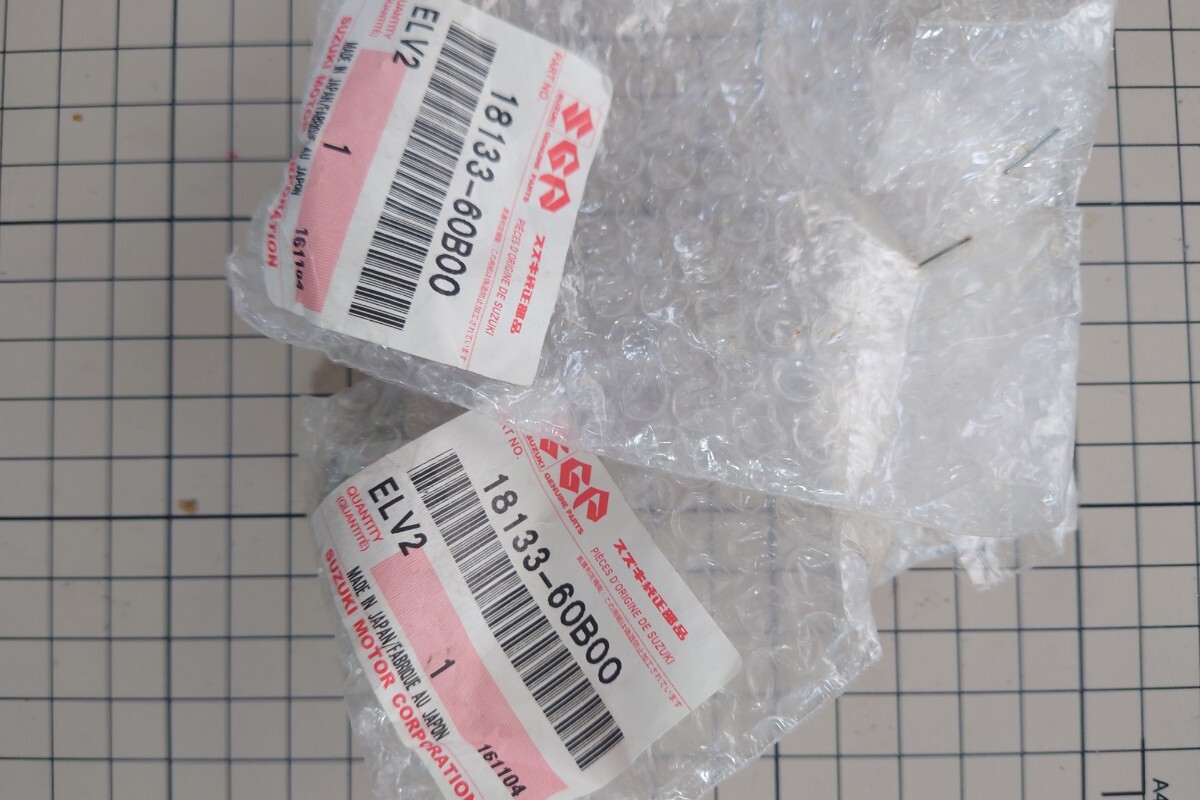 SGP
SUZUKI GENUINE PARTS
スズキ純正部品
PIÈCES D'ORIGINE DE SUZUKI
PART NO.
18133-60B00
QUANTITY
(QUANTITÉ)
ELV2
1
MADE IN JAPAN/FABRIQUE AU JAPON
161104
SUZUKI MOTOR CORPORATION
SGP
SUZUKI GENUINE PARTS
スズキ純正部品
PIÈCES D'ORIGINE DE SUZUKI
18133-60B00
QUANTITY
(QUANTITÉ)
ELV2
1
MADE IN JAPAN/FABRIQUE AU JAPON
161104
SUZUKI MOTOR CORPORATION
A4